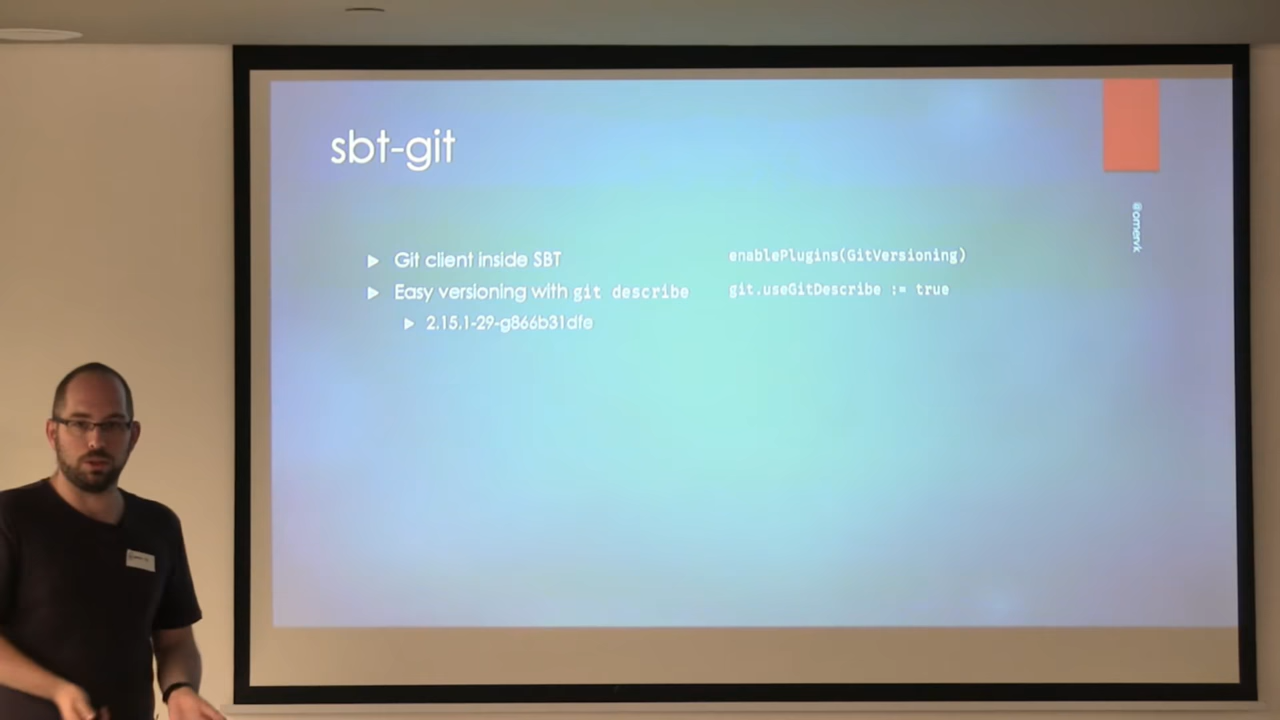 sbt-git
Git client inside SBT
Easy versioning with git describe
2.15.1-29-g866b31dfe
enablePlugins(GitVersioning)
git.useGitDescribe := true
@omervk